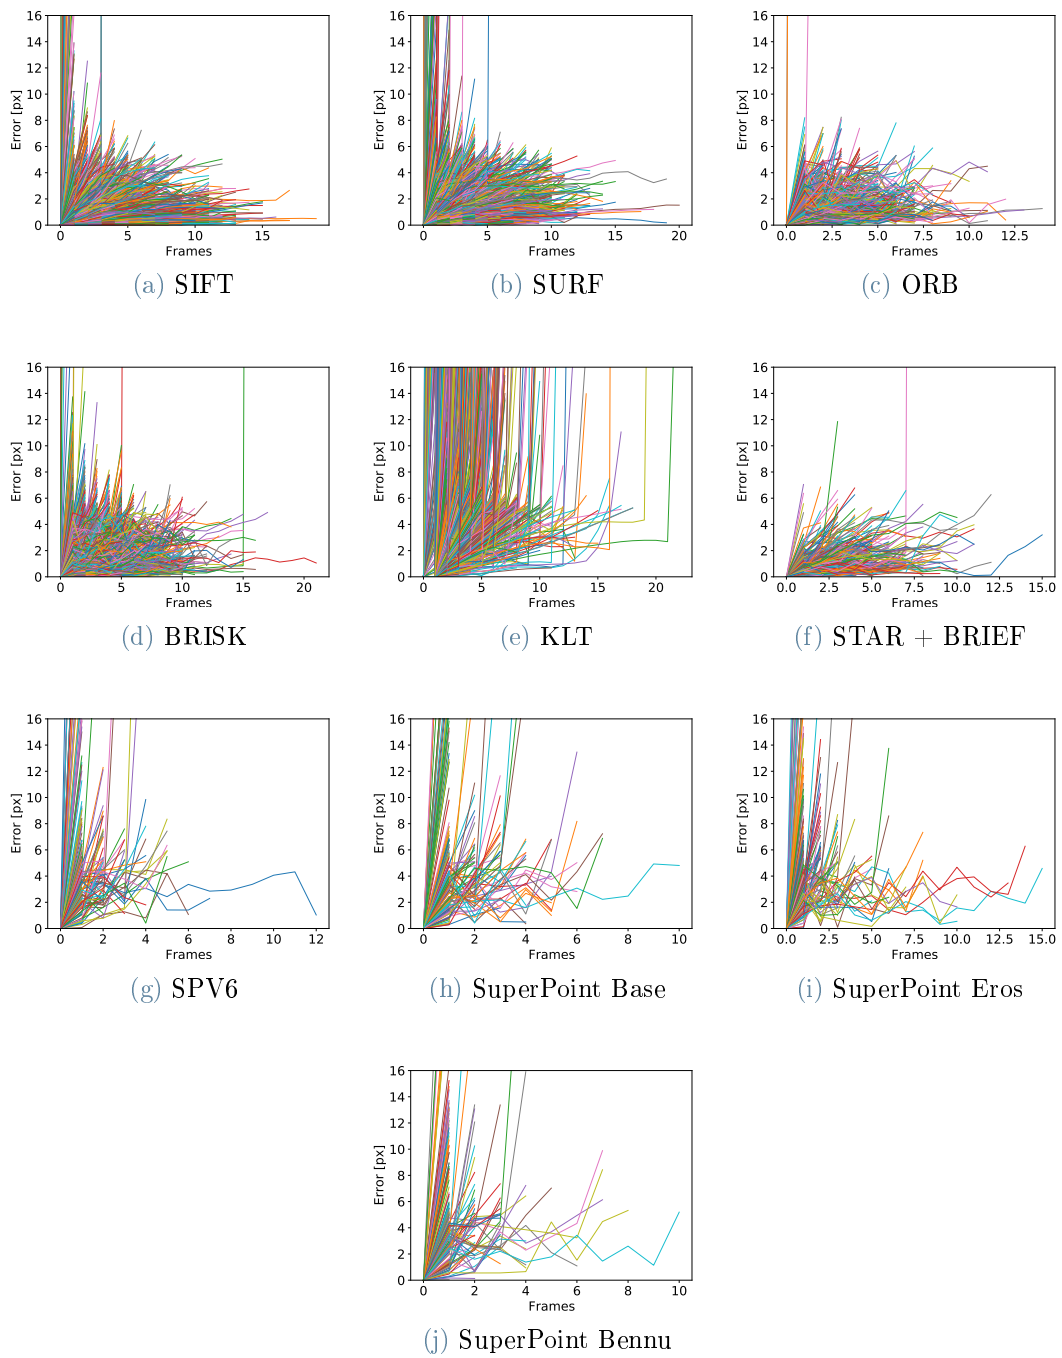 16
14
12
10
8
6
4
2
0
Error [px]
0 5 10 15
Frames
(a) SIFT
16
14
12
10
8
6
4
2
0
Error [px]
0 5 10 15 20
Frames
(b) SURF
16
14
12
10
8
6
4
2
0
Error [px]
0.0 2.5 5.0 7.5 10.0 12.5
Frames
(c) ORB
16
14
12
10
8
6
4
2
0
Error [px]
0 5 10 15 20
Frames
(d) BRISK
16
14
12
10
8
6
4
2
0
Error [px]
0 5 10 15 20
Frames
(e) KLT
16
14
12
10
8
6
4
2
0
Error [px]
0.0 2.5 5.0 7.5 10.0 12.5 15.0
Frames
(f) STAR + BRIEF
16
14
12
10
8
6
4
2
0
Error [px]
0 2 4 6 8 10 12
Frames
(g) SPV6
16
14
12
10
8
6
4
2
0
Error [px]
0 2 4 6 8 10
Frames
(h) SuperPoint Base
16
14
12
10
8
6
4
2
0
Error [px]
0.0 2.5 5.0 7.5 10.0 12.5 15.0
Frames
(i) SuperPoint Eros
16
14
12
10
8
6
4
2
0
Error [px]
0 2 4 6 8 10
Frames
(j) SuperPoint Bennu